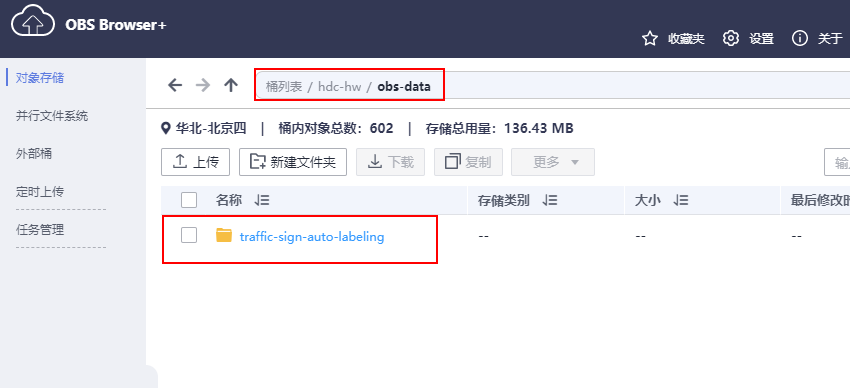 OBS Browser+
收藏夹 设置 关于
对象存储
并行文件系统
外部桶
定时上传
任务管理
桶列表 / hdc-hw / obs-data
华北-北京四 | 桶内对象总数：602 | 存储总用量：136.43 MB
上传 新建文件夹 下载 复制 更多 输
名称 存储类别 大小 最后修改时
traffic-sign-auto-labeling -- -- --